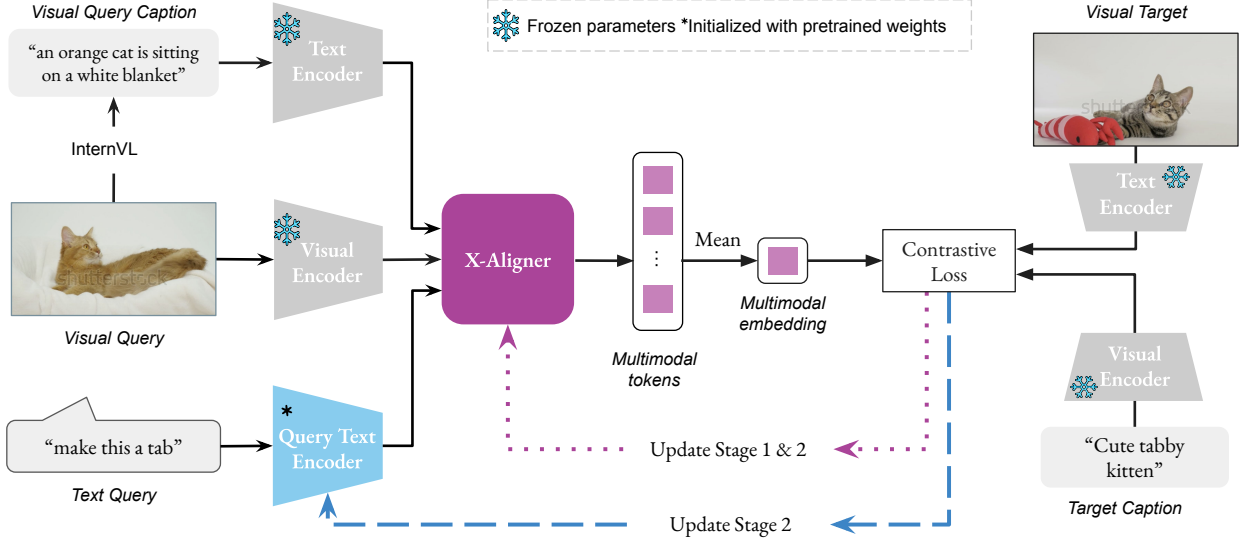 Visual Query Caption
“an orange cat is sitting
on a white blanket”
InternVL
shutterstock
Visual Query
“make this a tab”
Text Query
Text
Encoder
Visual
Encoder
*
Query Text
Encoder
Frozen parameters *Initialized with pretrained weights
X-Aligner
Multimodal
tokens
Mean
Multimodal
embedding
Contrastive
Loss
Update Stage 1 & 2
Update Stage 2
Visual Target
shutterstock
Text
Encoder
Visual
Encoder
“Cute tabby
kitten”
Target Caption